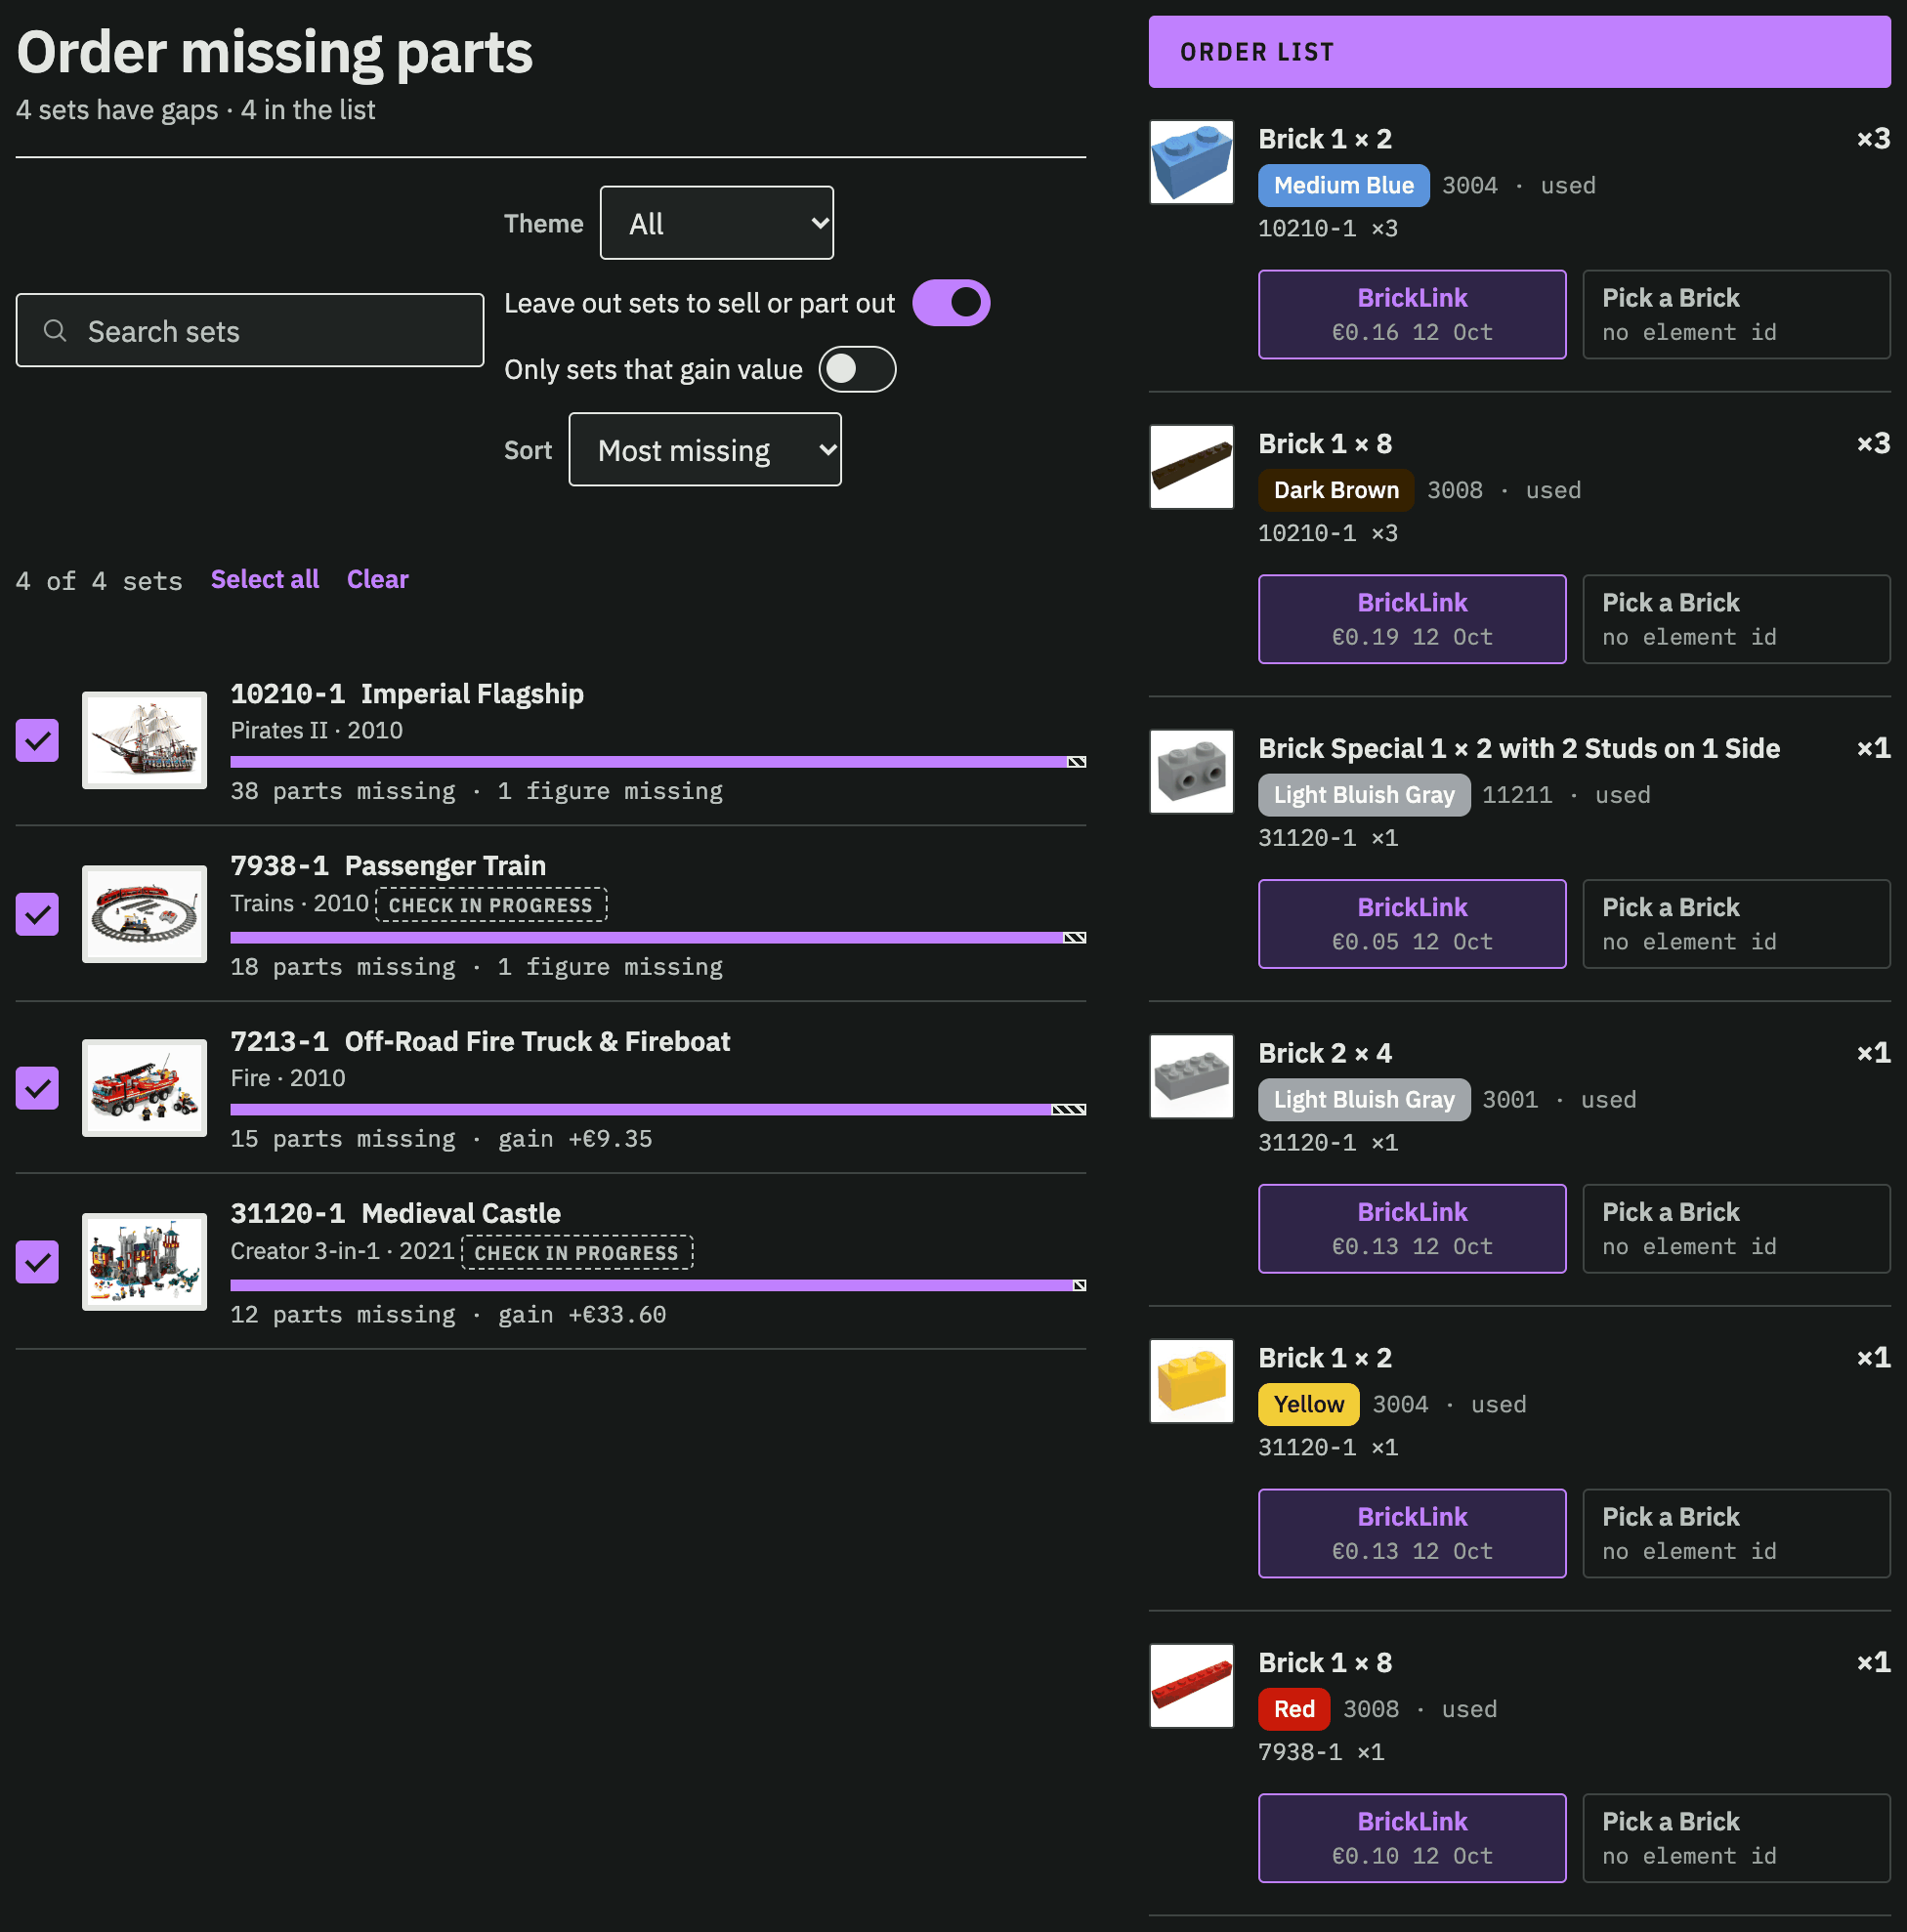 Order missing parts
4 sets have gaps · 4 in the list
Theme All
Search sets
Leave out sets to sell or part out
Only sets that gain value
Sort Most missing
4 of 4 sets Select all Clear
10210-1 Imperial Flagship
Pirates II · 2010
38 parts missing · 1 figure missing
7938-1 Passenger Train
Trains · 2010 CHECK IN PROGRESS
18 parts missing · 1 figure missing
7213-1 Off-Road Fire Truck & Fireboat
Fire · 2010
15 parts missing · gain +€9.35
31120-1 Medieval Castle
Creator 3-in-1 · 2021 CHECK IN PROGRESS
12 parts missing · gain +€33.60
ORDER LIST
Brick 1 × 2 ×3
Medium Blue 3004 · used
10210-1 ×3
BrickLink Pick a Brick
€0.16 12 Oct no element id
Brick 1 × 8 ×3
Dark Brown 3008 · used
10210-1 ×3
BrickLink Pick a Brick
€0.19 12 Oct no element id
Brick Special 1 × 2 with 2 Studs on 1 Side ×1
Light Bluish Gray 11211 · used
31120-1 ×1
BrickLink Pick a Brick
€0.05 12 Oct no element id
Brick 2 × 4 ×1
Light Bluish Gray 3001 · used
31120-1 ×1
BrickLink Pick a Brick
€0.13 12 Oct no element id
Brick 1 × 2 ×1
Yellow 3004 · used
31120-1 ×1
BrickLink Pick a Brick
€0.13 12 Oct no element id
Brick 1 × 8 ×1
Red 3008 · used
7938-1 ×1
BrickLink Pick a Brick
€0.10 12 Oct no element id